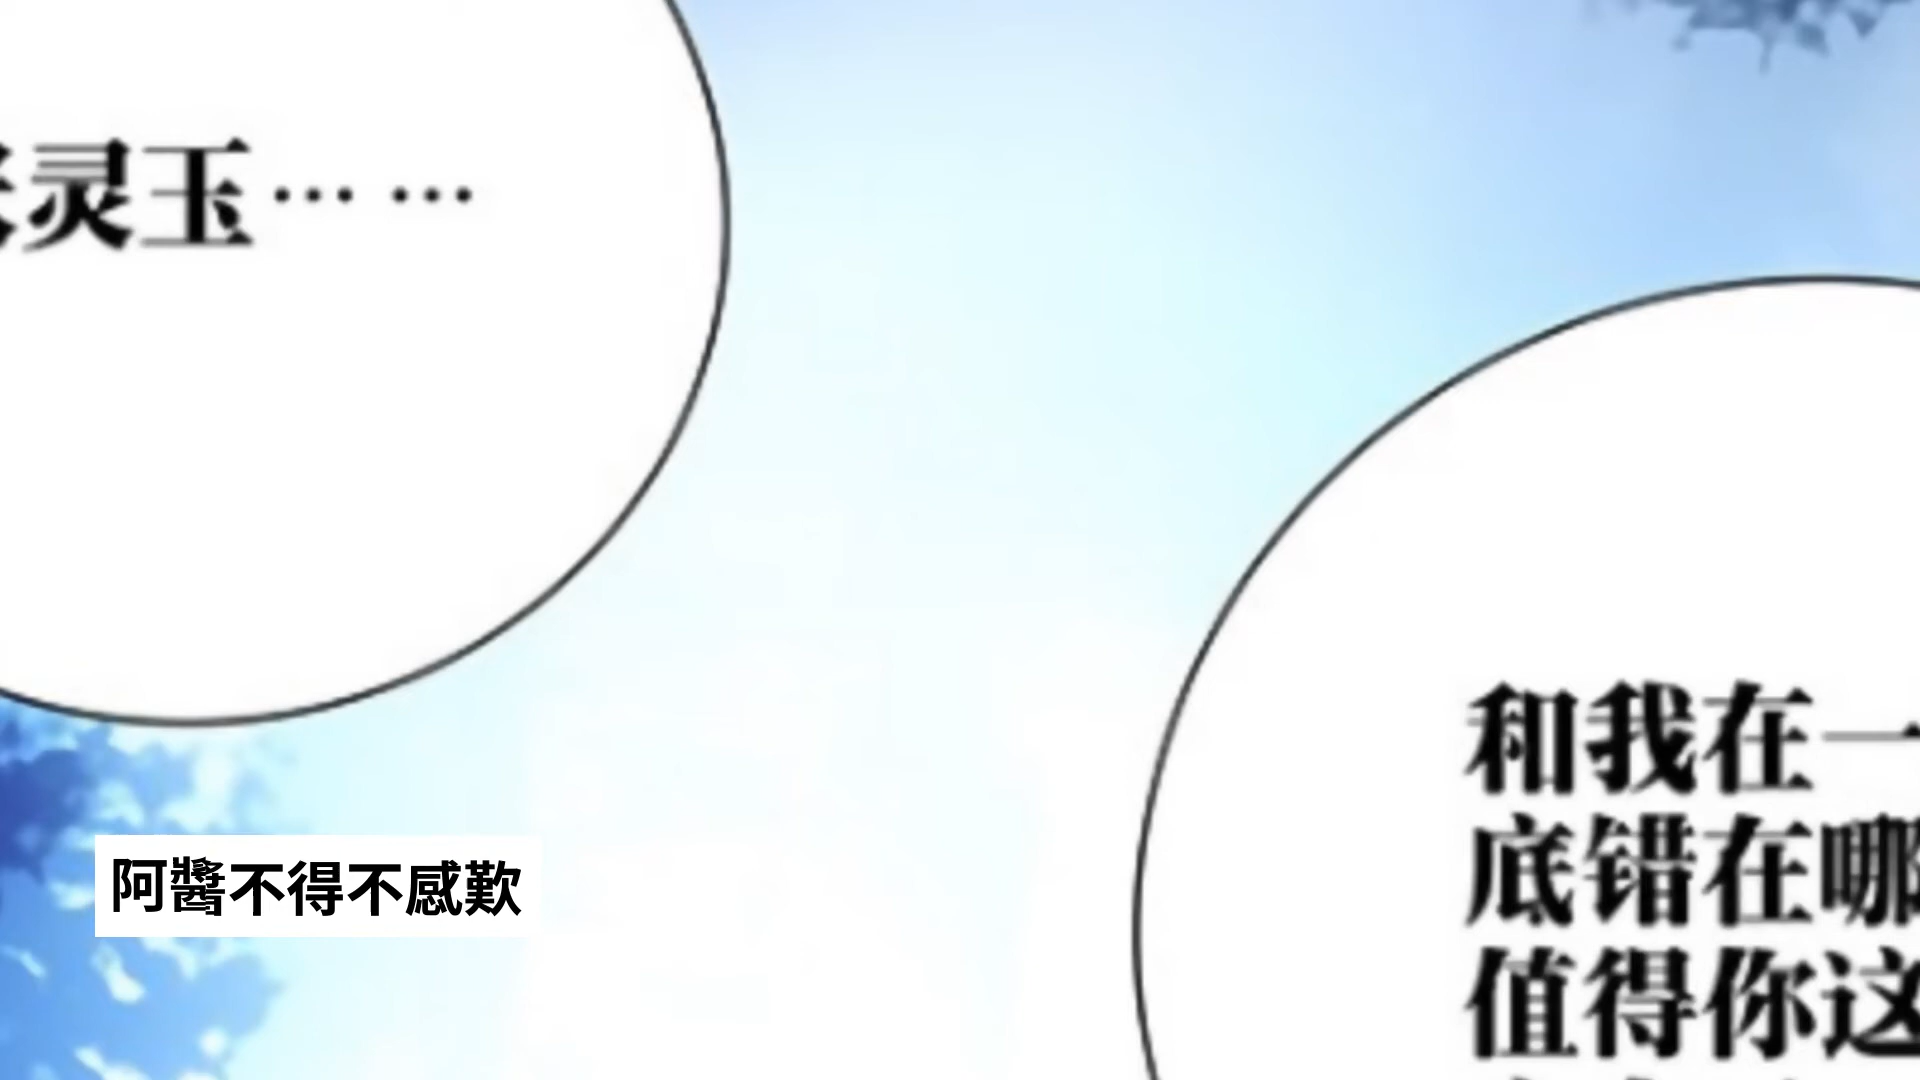 灵玉……
和我在一
底错在哪
值得你这
阿醬不得不感歎